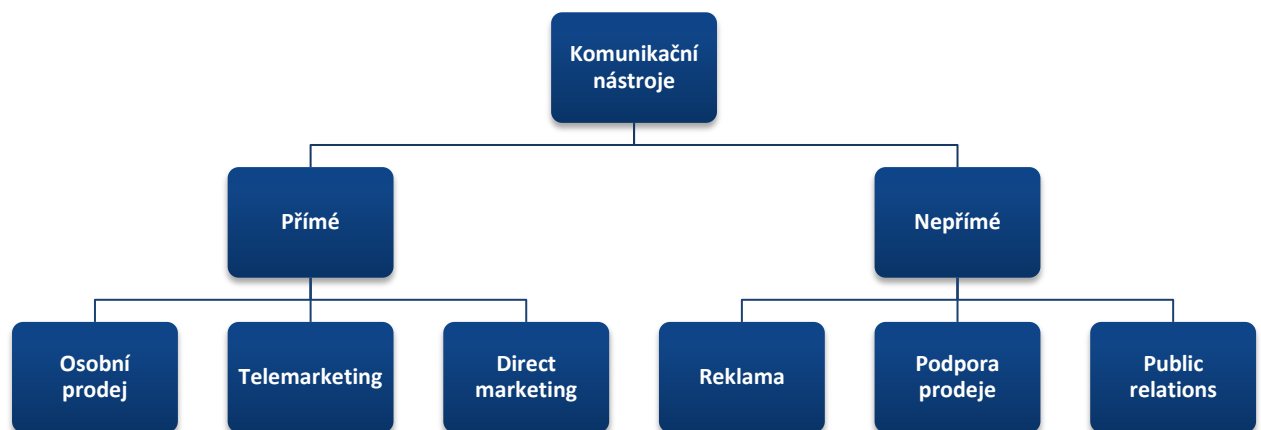 Komunikační
nástroje
Přímé
Nepřímé
Osobní
prodej
Telemarketing
Direct
marketing
Reklama
Podpora
prodeje
Public
relations